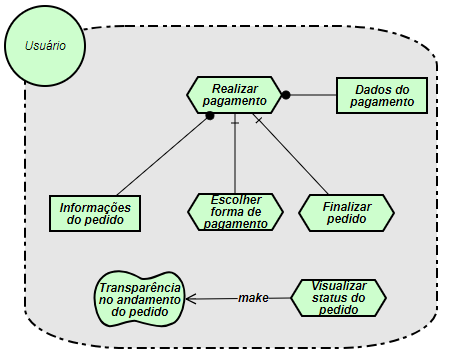 Usuário
Realizar
pagamento
Dados do
pagamento
Informações
do pedido
Escolher
forma de
pagamento
Finalizar
pedido
Transparência
no andamento
do pedido
make
Visualizar
status do
pedido